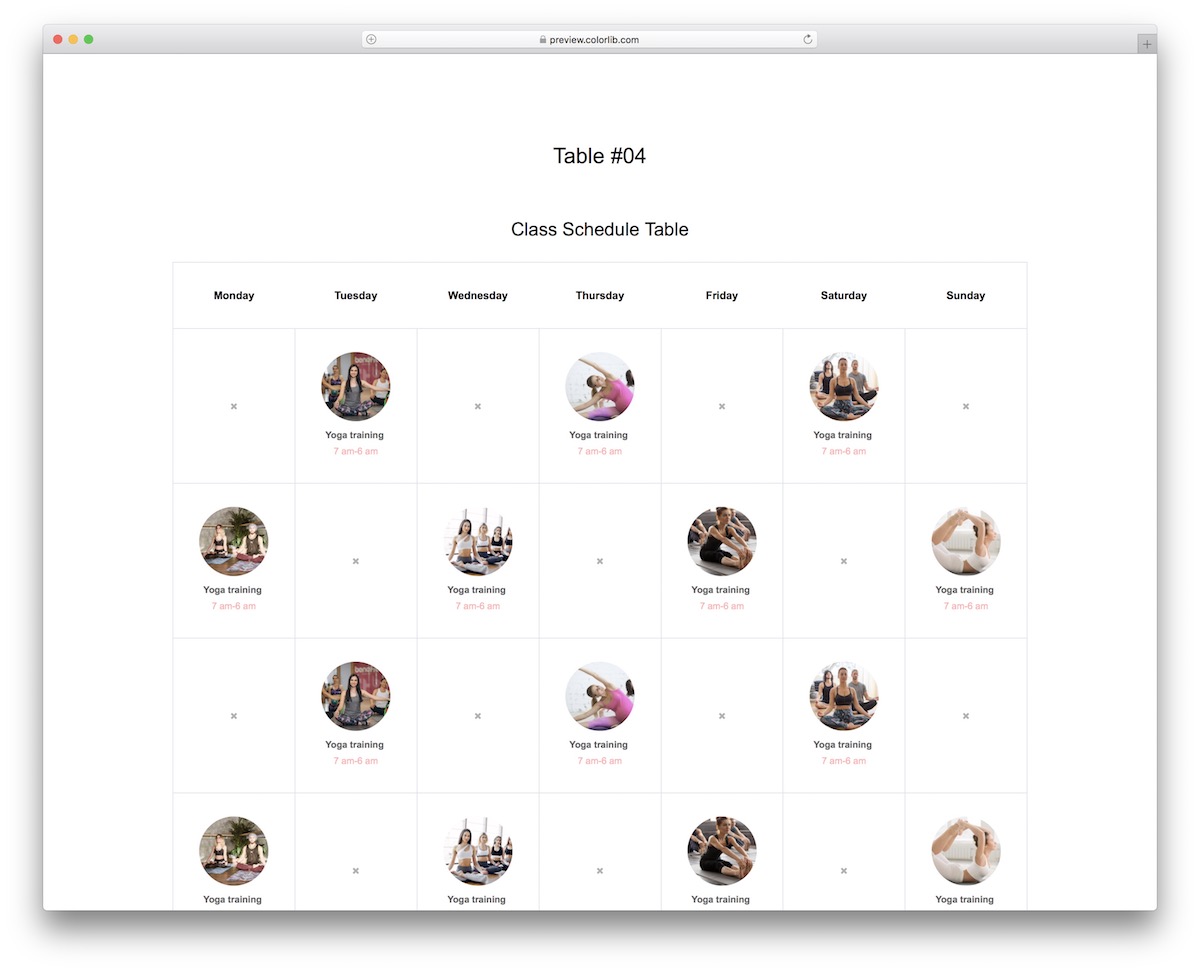 preview.colorlib.com
Table #04
Class Schedule Table
Monday Tuesday Wednesday Thursday Friday Saturday Sunday
× Yoga training × Yoga training × Yoga training ×
7 am-6 am 7 am-6 am 7 am-6 am
Yoga training × Yoga training × Yoga training × Yoga training
7 am-6 am 7 am-6 am 7 am-6 am 7 am-6 am
× Yoga training × Yoga training × Yoga training ×
7 am-6 am 7 am-6 am 7 am-6 am
Yoga training × Yoga training × Yoga training × Yoga training